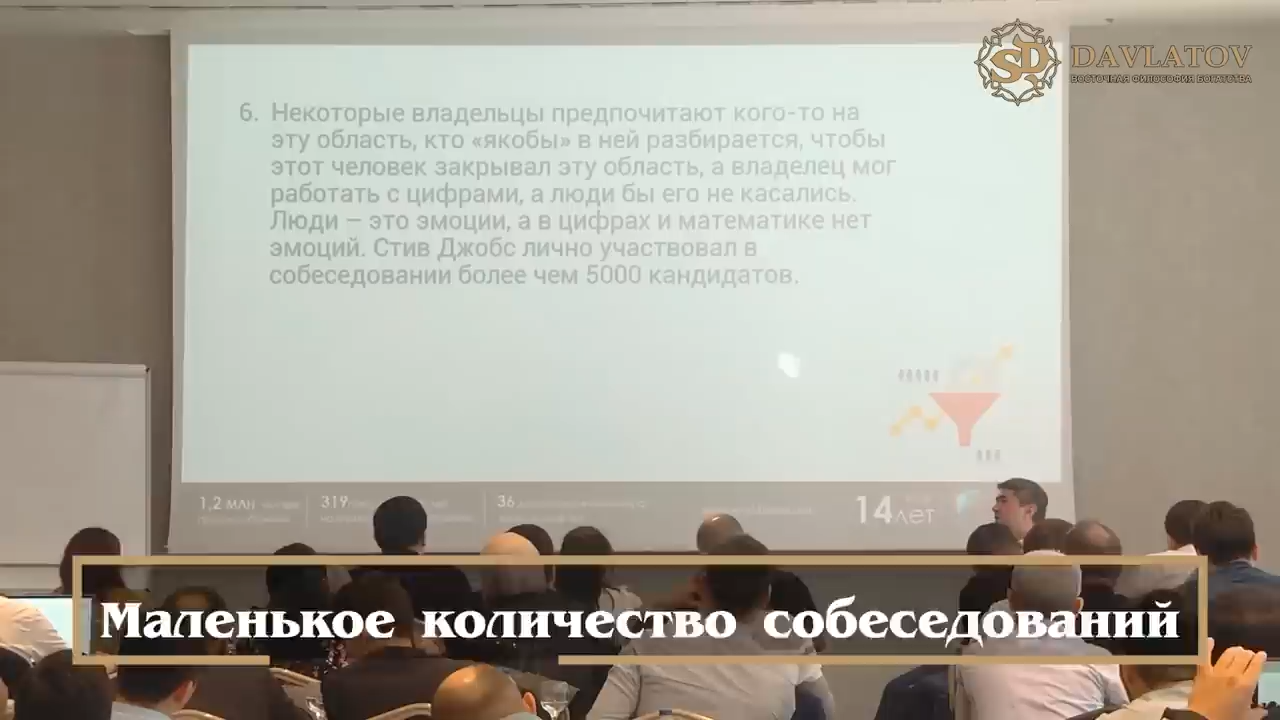 DAVLATOV
ВОСТОЧНАЯ ФИЛОСОФИЯ БОГАТСТВА
6. Некоторые владельцы предпочитают кого-то на
эту область, кто «якобы» в ней разбирается, чтобы
этот человек закрывал эту область, а владелец мог
работать с цифрами, а люди бы его не касались.
Люди – это эмоции, а в цифрах и математике нет
эмоций. Стив Джобс лично участвовал в
собеседовании более чем 5000 кандидатов.
1,2 млн
319
36
14 лет
Маленькое количество собеседований